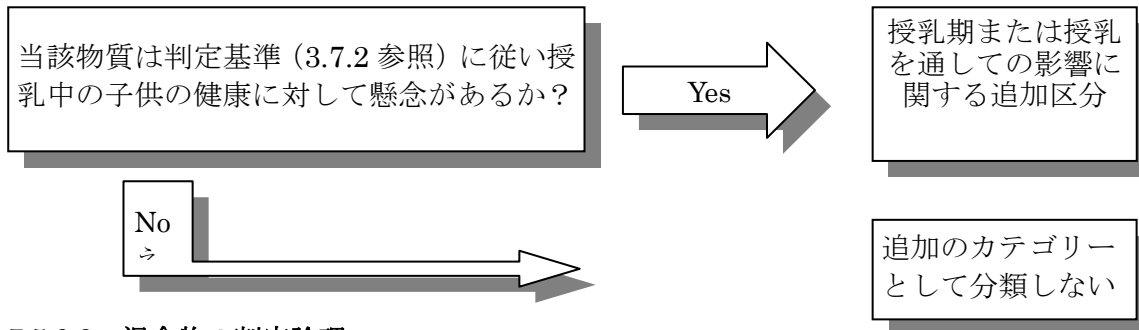 当該物質は判定基準（3.7.2 参照）に従い授
乳中の子供の健康に対して懸念があるか？
Yes
授乳期または授乳
を通しての影響に
関する追加区分
No
追加のカテゴリー
として分類しない